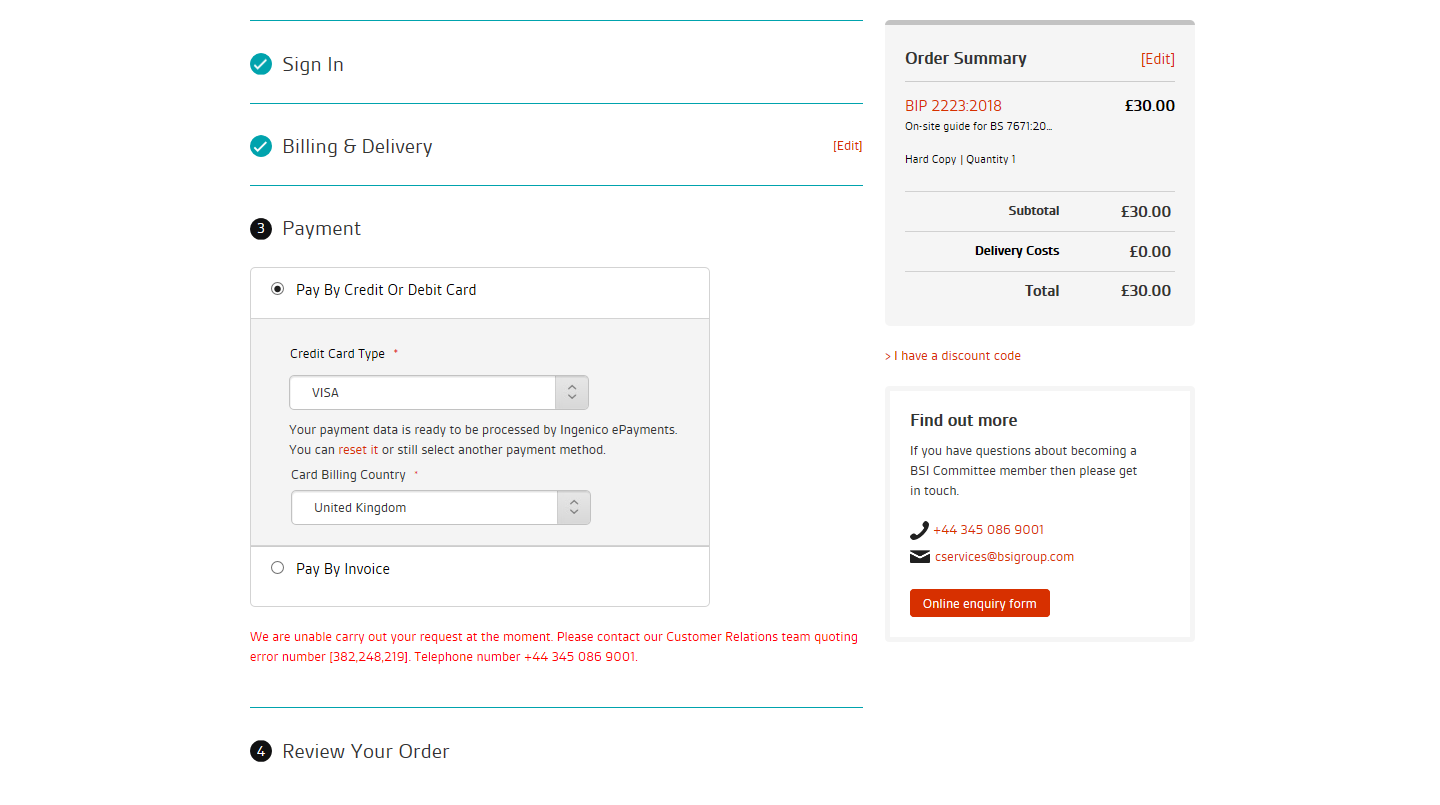 Sign In
Billing & Delivery
[Edit]
3 Payment
Pay By Credit Or Debit Card
Credit Card Type *
VISA
Your payment data is ready to be processed by Ingenico ePayments.
You can reset it or still select another payment method.
Card Billing Country *
United Kingdom
Pay By Invoice
We are unable carry out your request at the moment. Please contact our Customer Relations team quoting
error number [382,248,219]. Telephone number +44 345 086 9001.
4 Review Your Order
Order Summary [Edit]
BIP 2223:2018 £30.00
On-site guide for BS 7671:20...
Hard Copy | Quantity 1
Subtotal £30.00
Delivery Costs £0.00
Total £30.00
> I have a discount code
Find out more
If you have questions about becoming a
BSI Committee member then please get
in touch.
+44 345 086 9001
cservices@bsigroup.com
Online enquiry form